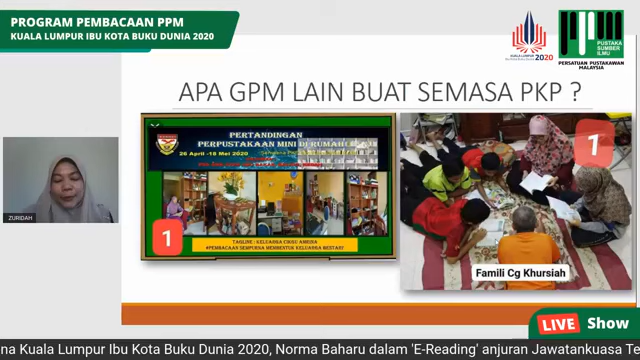 PROGRAM PEMBACAAN PPM
KUALA LUMPUR IBU KOTA BUKU DUNIA 2020
KUALA LUMPUR
2020
PUSTAKA
SUMBER
ILMU
PERSATUAN PUSTAKAWAN
MALAYSIA
APA GPM LAIN BUAT SEMASA PKP ?
PERTANDINGAN
PERPUSTAKAAN MINI DI RUMAH
26 April -18 Mei 2020
1
1
TAGLINE : KELUARGA CIKGU
#PEMBACAAN SEMPURNA MEMBENTUK KELUARGA BESTARI
Famili Cg Khursiah
ZURIDAH
LIVE Show
na Kuala Lumpur Ibu Kota Buku Dunia 2020, Norma Baharu dalam 'E-Reading' anjuran Jawatankuasa Te